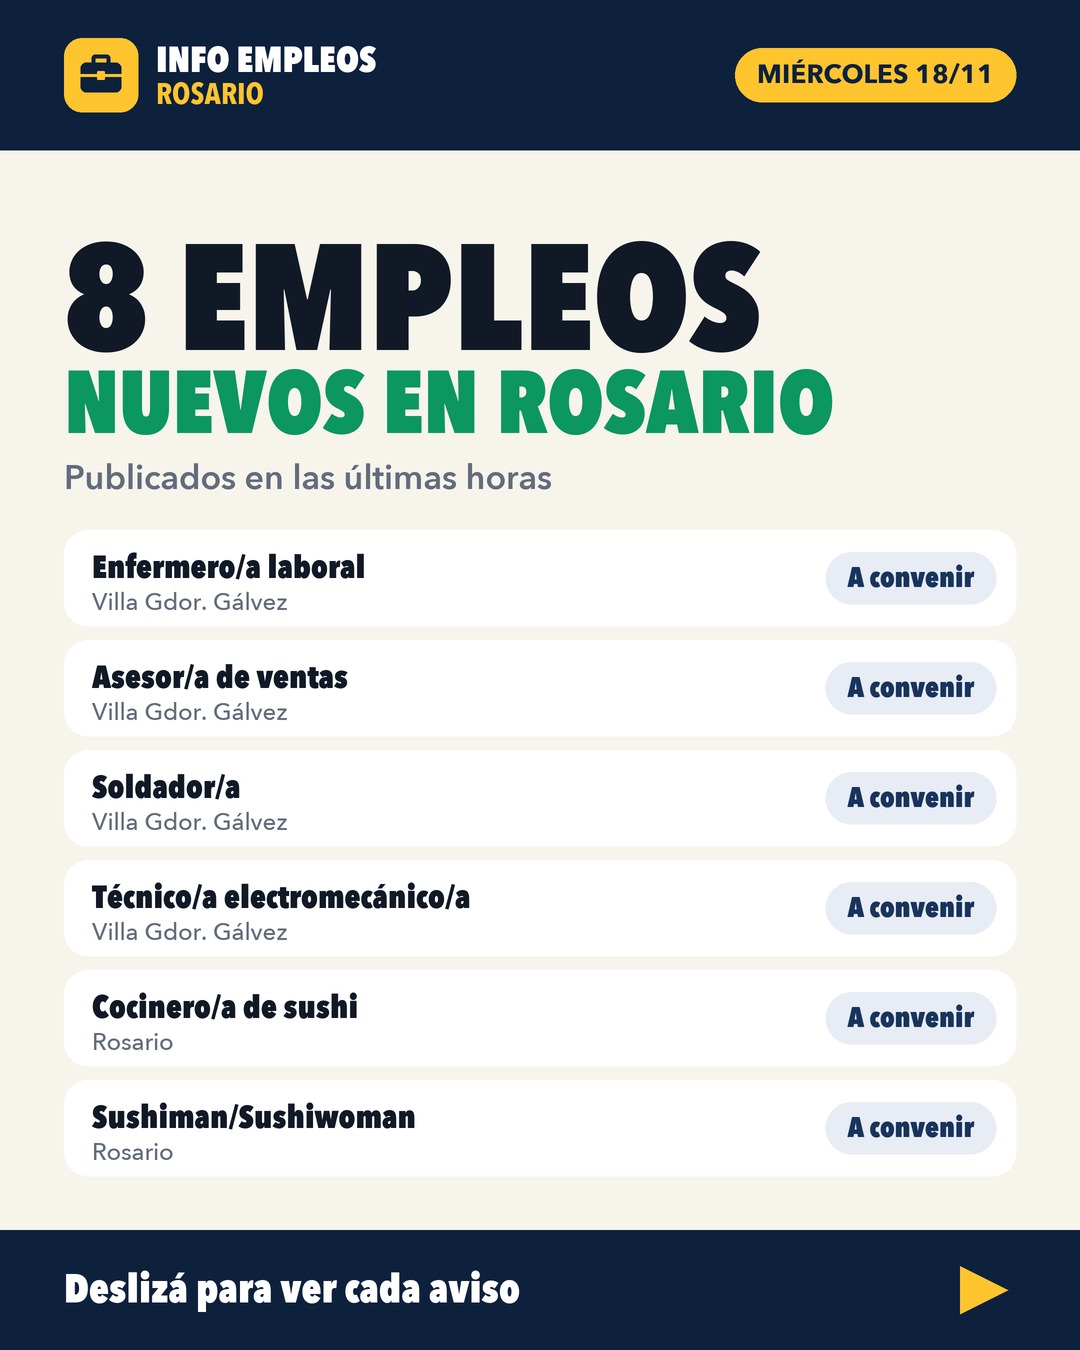 INFO EMPLEOS
ROSARIO
MIÉRCOLES 18/11
8 EMPLEOS
NUEVOS EN ROSARIO
Publicados en las últimas horas
Enfermero/a laboral
Villa Gdor. Gálvez
A convenir
Asesor/a de ventas
Villa Gdor. Gálvez
A convenir
Soldador/a
Villa Gdor. Gálvez
A convenir
Técnico/a electromecánico/a
Villa Gdor. Gálvez
A convenir
Cocinero/a de sushi
Rosario
A convenir
Sushiman/Sushiwoman
Rosario
A convenir
Deslizá para ver cada aviso